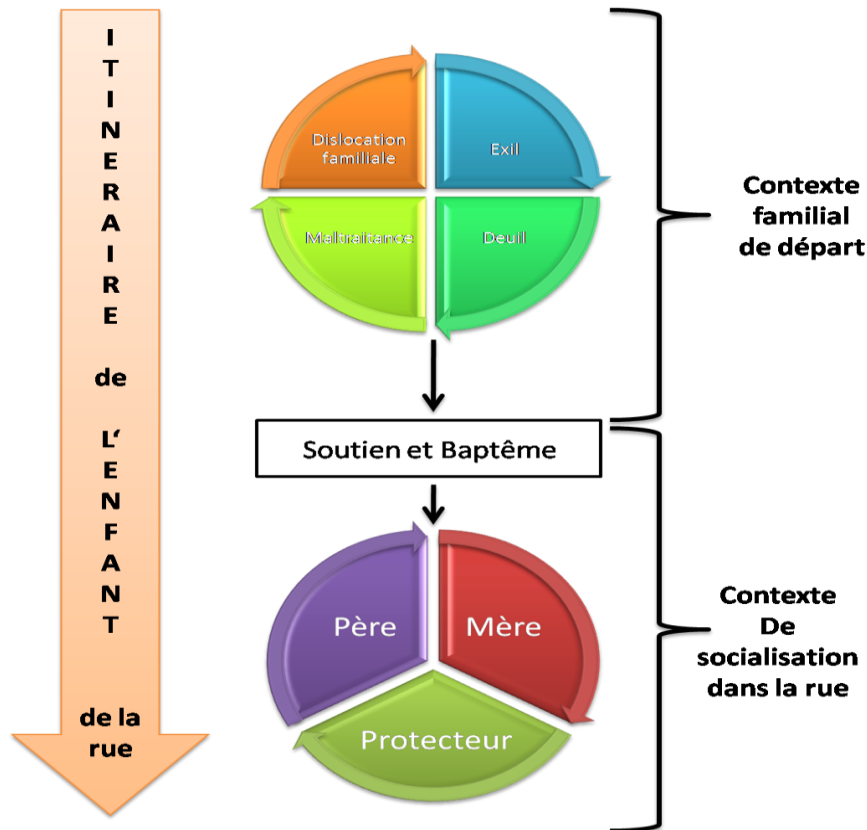 I
T
I
N
E
R
A
I
R
E
de
L'
E
N
F
A
N
T
de la
rue
Dislocation
familiale
Exil
Maltraitance
Deuil
Contexte
familial
de départ
Soutien et Baptême
Père
Mère
Protecteur
Contexte
De
socialisation
dans la rue